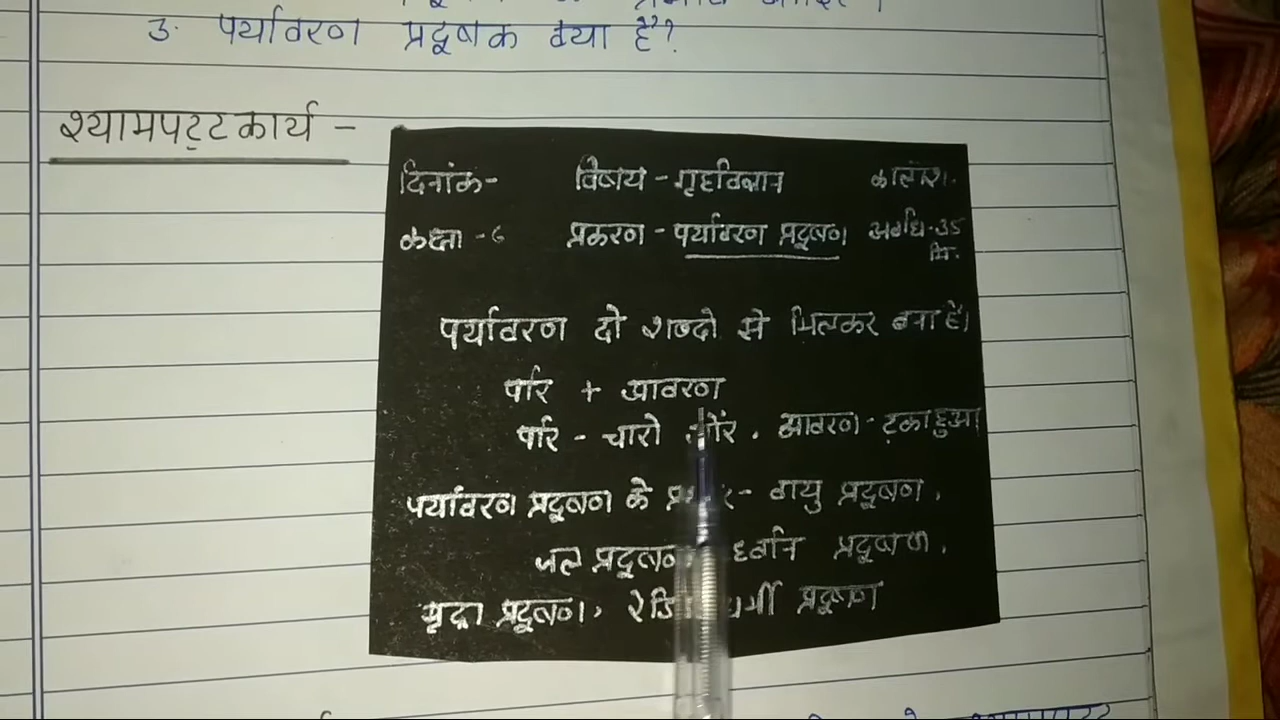 3. पर्यावरण प्रदूषक क्या है?
श्यामपट्ट कार्य -
दिनांक- विषय - गृहविज्ञान कालांश.
कक्षा - 6 प्रकरण - पर्यावरण प्रदूषण अवधि-35 मि.
पर्यावरण दो शब्दो से मिलकर बना है।
परि + आवरण
परि - चारो ओर. आवरण - ढका हुआ
पर्यावरण प्रदूषण के प्रकार- वायु प्रदूषण,
जल प्रदूषण ध्वनि प्रदूषण,
मृदा प्रदूषण, प्रदूषण